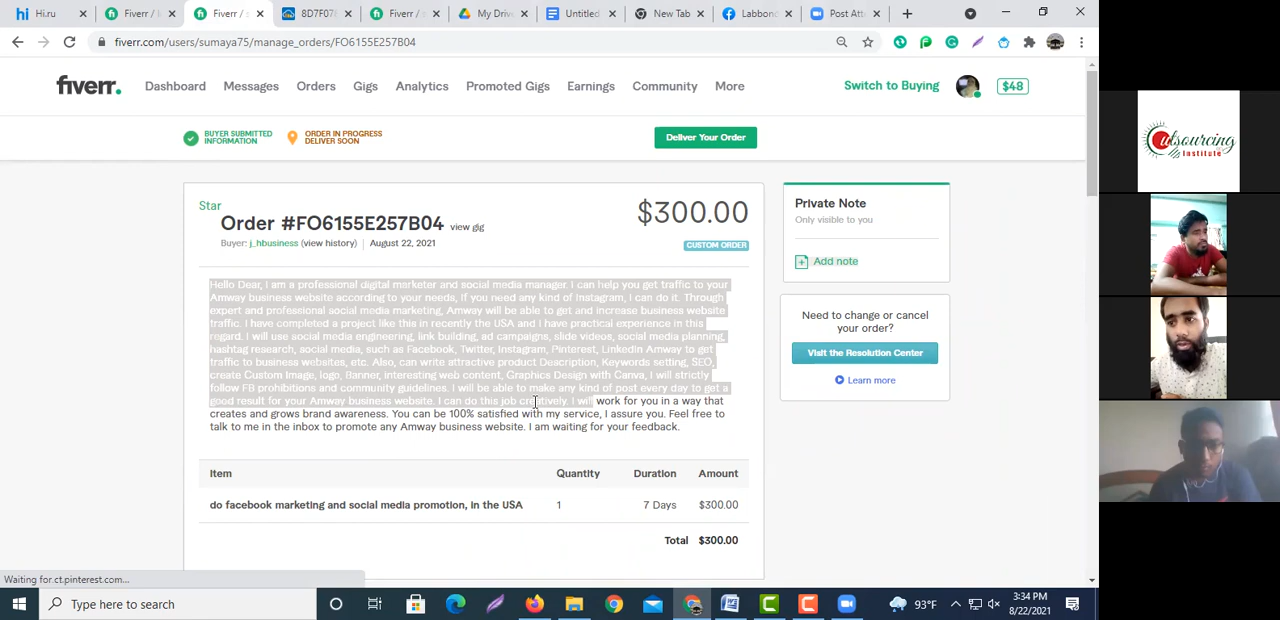 Hi.ru
Fiverr /
Fiverr /
8D7F07
Fiverr /
My Driv
Untitled
New Tab
Labbon
Post Att
fiverr.com/users/sumaya75/manage_orders/FO6155E257B04
fiverr.
Dashboard
Messages
Orders
Gigs
Analytics
Promoted Gigs
Earnings
Community
More
Switch to Buying
$48
BUYER SUBMITTED
INFORMATION
ORDER IN PROGRESS
DELIVER SOON
Deliver Your Order
Star
Order #FO6155E257B04 view gig
$300.00
Buyer: j_hbusiness (view history) | August 22, 2021
CUSTOM ORDER
Hello Dear, I am a professional digital marketer and social media manager. I can help you get traffic to your
Amway business website according to your needs, If you need any kind of Instagram, I can do it. Through
expert and professional social media marketing, Amway will be able to get and increase business website
traffic. I have completed a project like this in recently the USA and I have practical experience in this
regard. I will use social media engineering, link building, ad campaigns, slide videos, social media planning,
hashtag research, social media, such as Facebook, Twitter, Instagram, Pinterest, LinkedIn Amway to get
traffic to business websites, etc. Also, can write attractive product Description, Keywords setting, SEO,
create Custom Image, logo, Banner, interesting web content, Graphics Design with Canva, I will strictly
follow FB prohibitions and community guidelines. I will be able to make any kind of post every day to get a
good result for your Amway business website. I can do this job creatively. I will work for you in a way that
creates and grows brand awareness. You can be 100% satisfied with my service, I assure you. Feel free to
talk to me in the inbox to promote any Amway business website. I am waiting for your feedback.
Item
Quantity
Duration
Amount
do facebook marketing and social media promotion, in the USA
1
7 Days
$300.00
Total $300.00
Private Note
Only visible to you
Add note
Need to change or cancel
your order?
Visit the Resolution Center
Learn more
Outsourcing
Institute
Waiting for ct.pinterest.com...
Type here to search
93°F
3:34 PM
8/22/2021